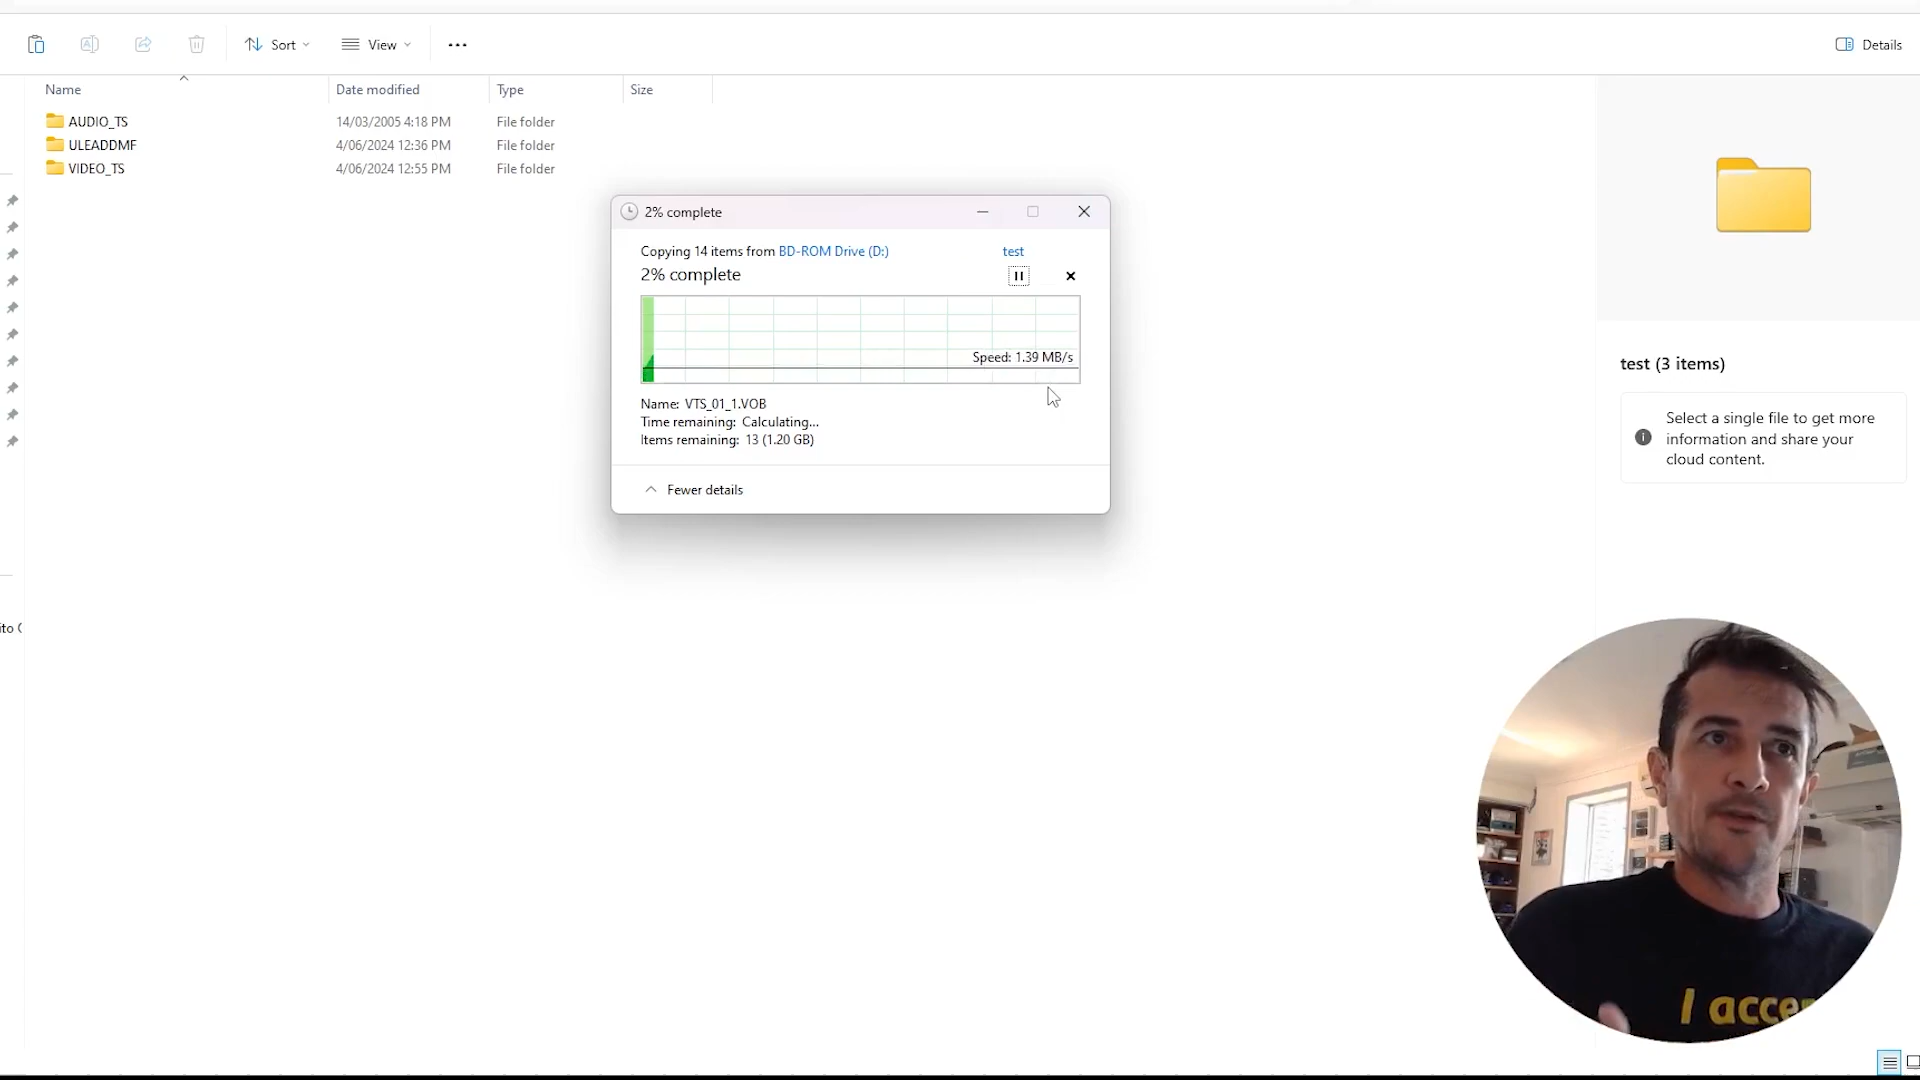 Sort
View
Details
Name
Date modified
Type
Size
AUDIO_TS
14/03/2005 4:18 PM
File folder
ULEADDMF
4/06/2024 12:36 PM
File folder
VIDEO_TS
4/06/2024 12:55 PM
File folder
2% complete
Copying 14 items from BD-ROM Drive (D:)
test
2% complete
Speed: 1.39 MB/s
Name: VTS_01_1.VOB
Time remaining: Calculating...
Items remaining: 13 (1.20 GB)
Fewer details
test (3 items)
Select a single file to get more
information and share your
cloud content.
I acce